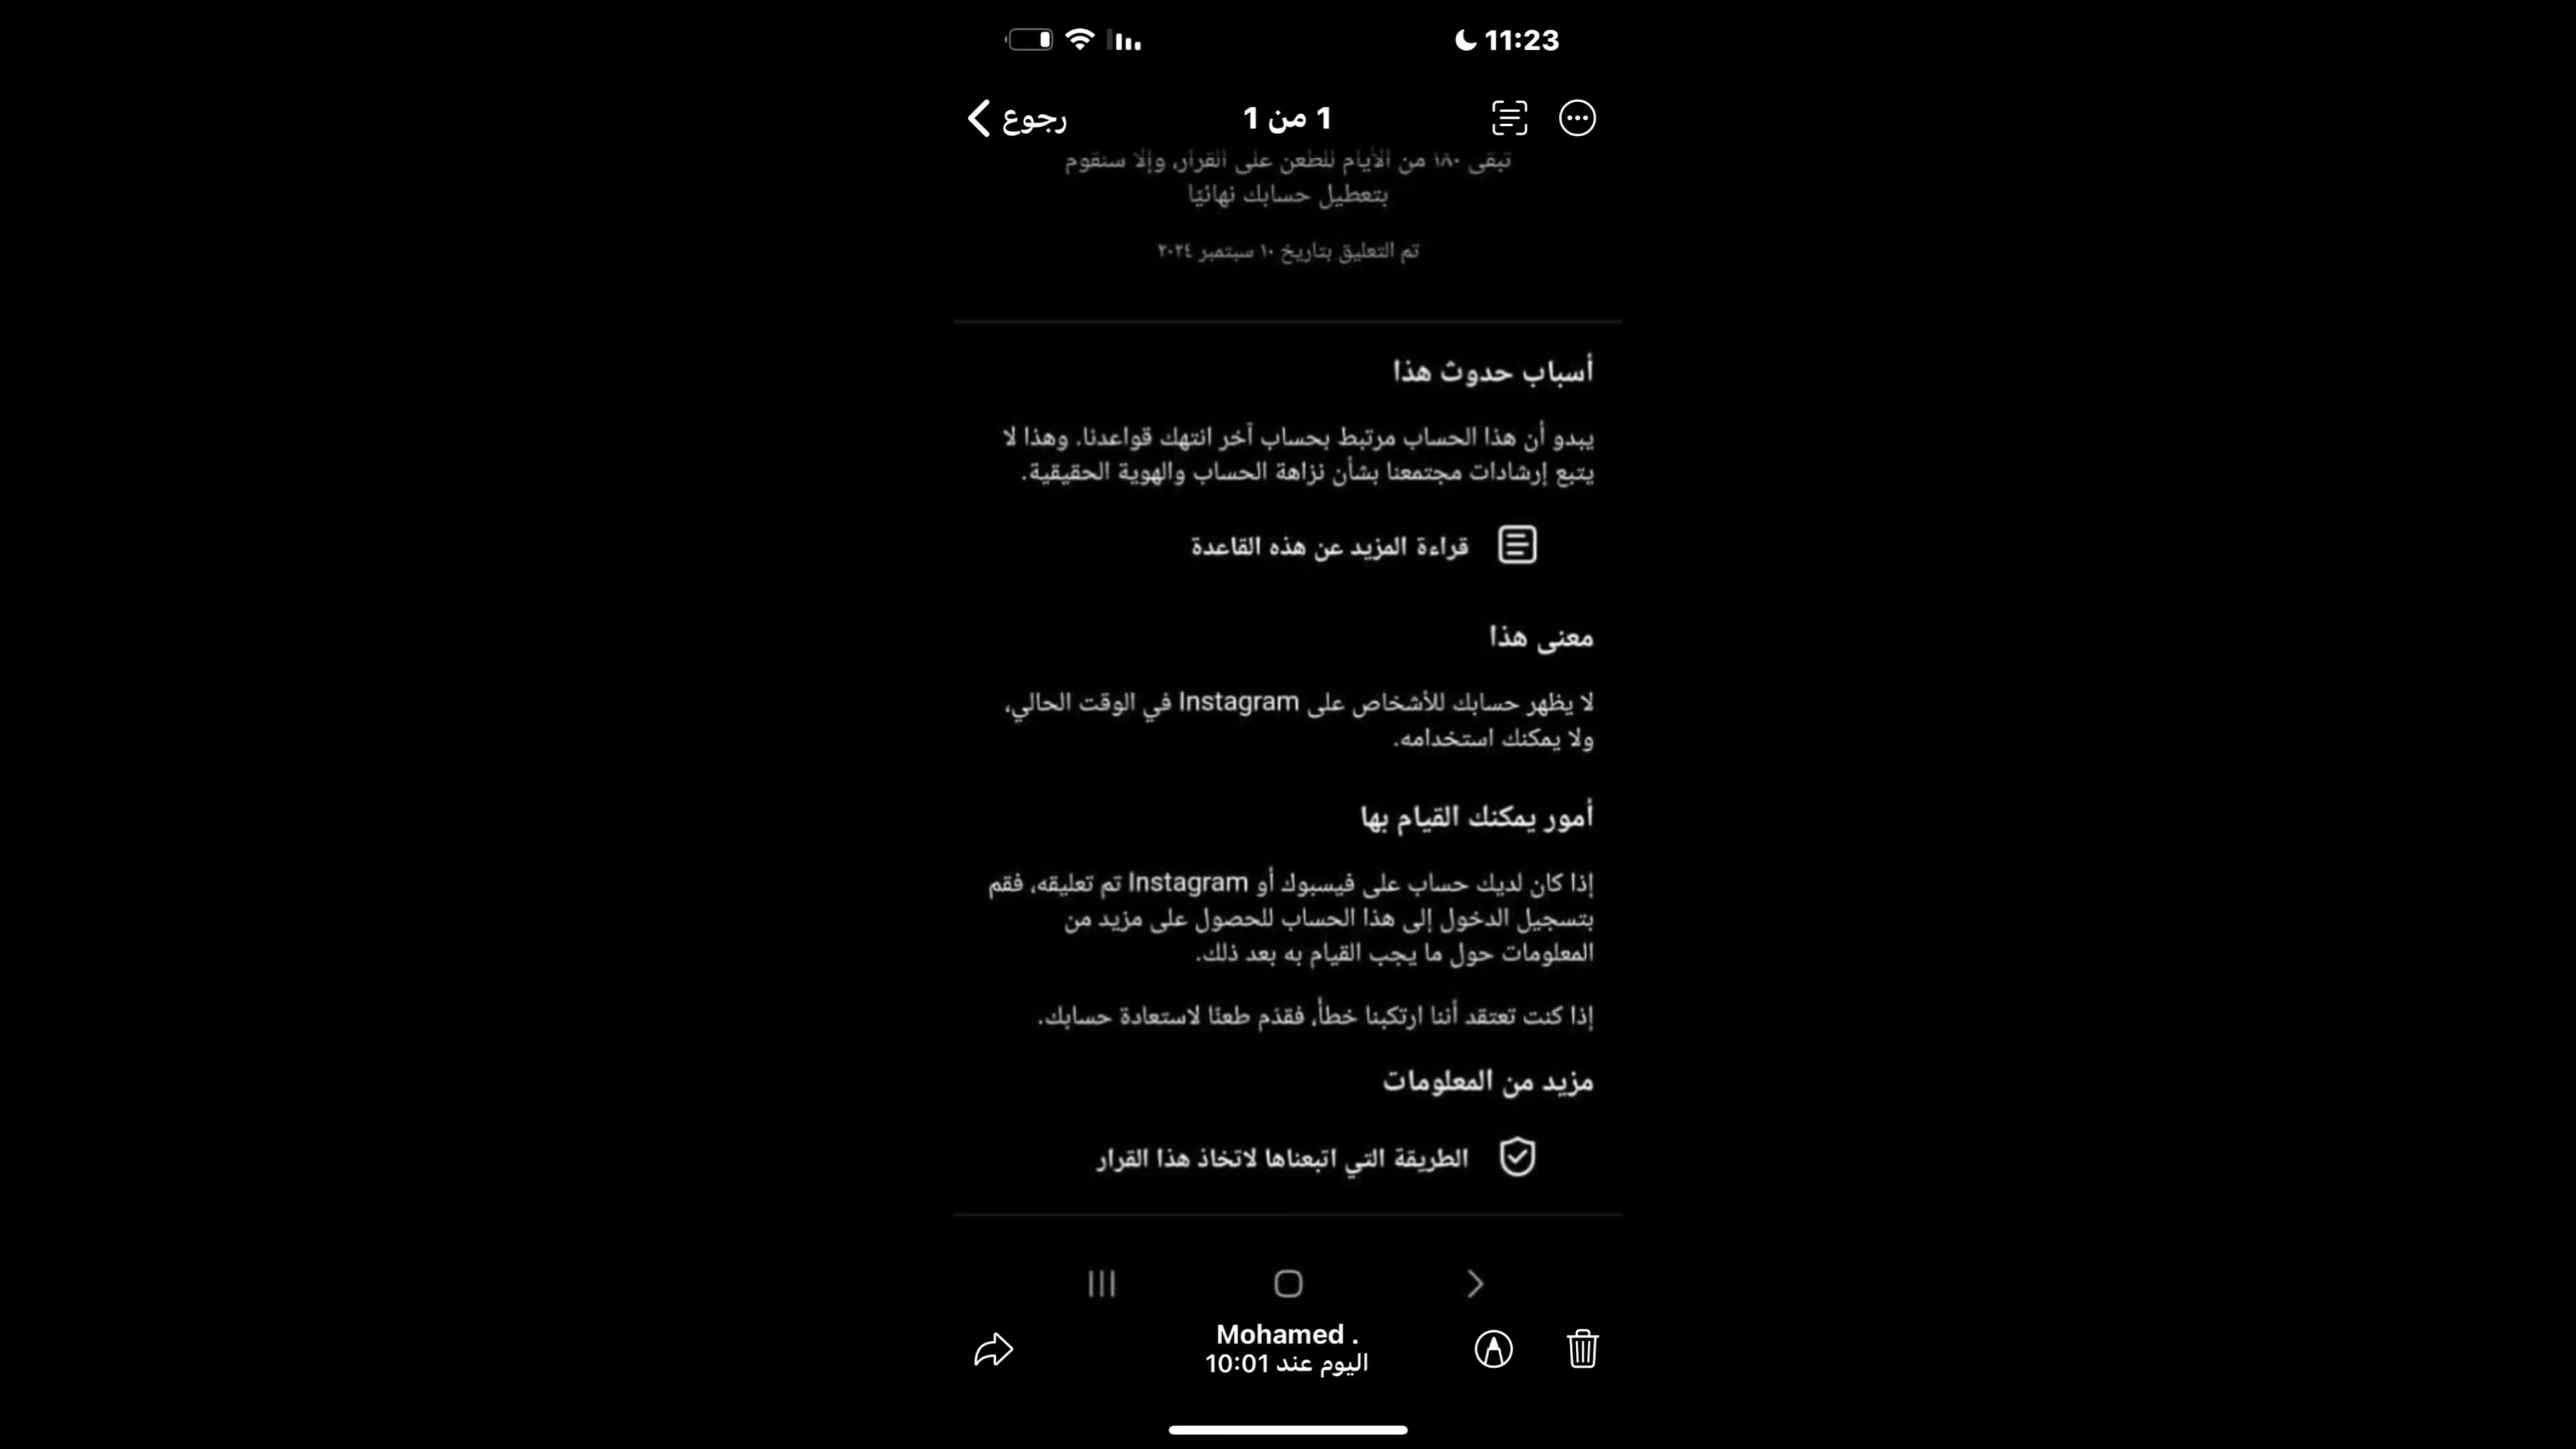 11:23
رجوع
1 من 1
تبقى ١٨٠ من الأيام للطعن على القرار، وإلا سنقوم
بتعطيل حسابك نهائيًا
تم التعليق بتاريخ ١٠ سبتمبر ٢٠٢٤
أسباب حدوث هذا
يبدو أن هذا الحساب مرتبط بحساب آخر انتهك قواعدنا. وهذا لا
يتبع إرشادات مجتمعنا بشأن نزاهة الحساب والهوية الحقيقية.
قراءة المزيد عن هذه القاعدة
معنى هذا
لا يظهر حسابك للأشخاص على Instagram في الوقت الحالي،
ولا يمكنك استخدامه.
أمور يمكنك القيام بها
إذا كان لديك حساب على فيسبوك أو Instagram تم تعليقه، فقم
بتسجيل الدخول إلى هذا الحساب للحصول على مزيد من
المعلومات حول ما يجب القيام به بعد ذلك.
إذا كنت تعتقد أننا ارتكبنا خطأ، فقدّم طعنًا لاستعادة حسابك.
مزيد من المعلومات
الطريقة التي اتبعناها لاتخاذ هذا القرار
Mohamed .
اليوم عند 10:01